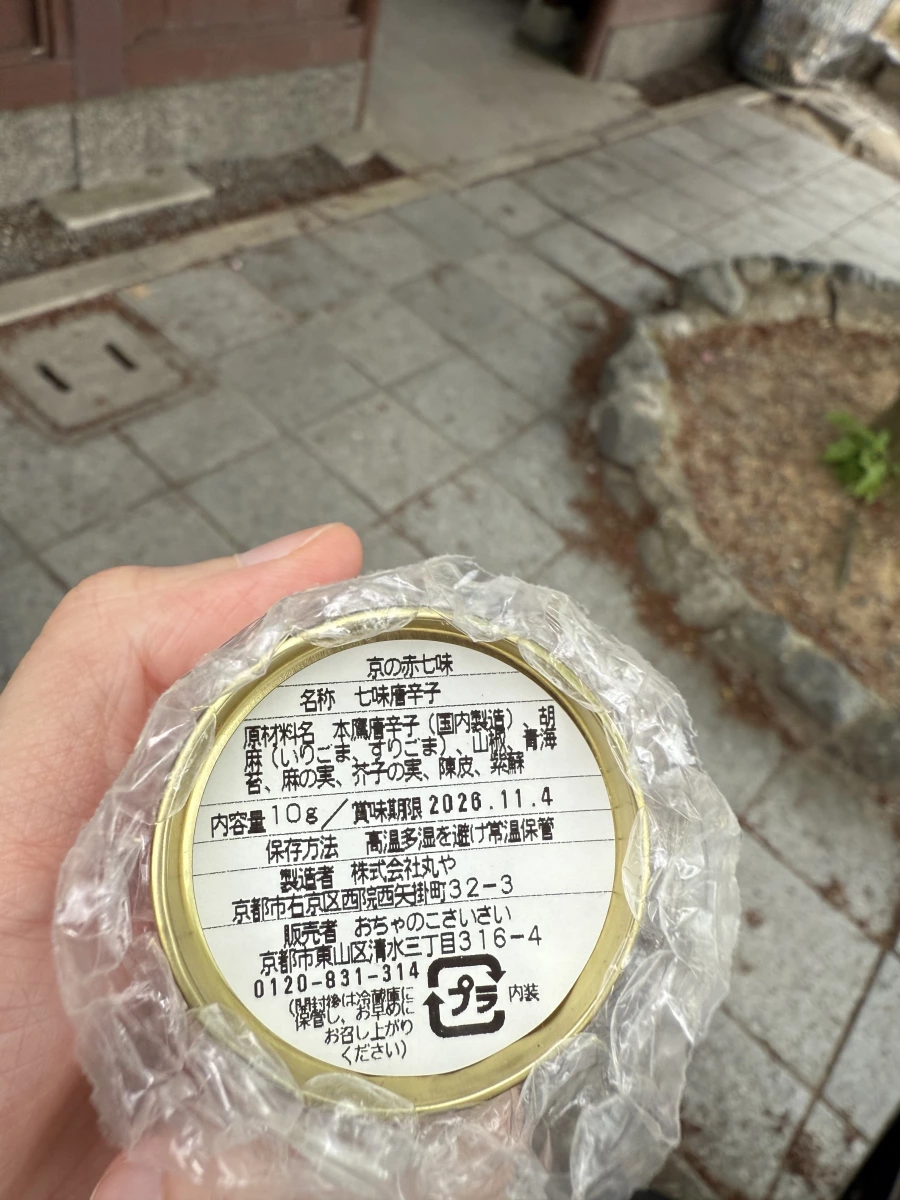 京の赤七味
名称　七味唐辛子
原材料名　本鷹唐辛子（国内製造）、胡
麻（いりごま、すりごま）、山椒、青海
苔、麻の実、芥子の実、陳皮、紫蘇
内容量10g／賞味期限2026.11.4
保存方法　高温多湿を避け常温保管
製造者　株式会社丸や
京都市右京区西院西矢掛町32-3
販売者　おちゃのこさいさい
京都市東山区清水三丁目316-4
0120-831-314
(開封後は冷蔵庫に
保管し、お早めに
お召し上がり
ください)
プラ 内装